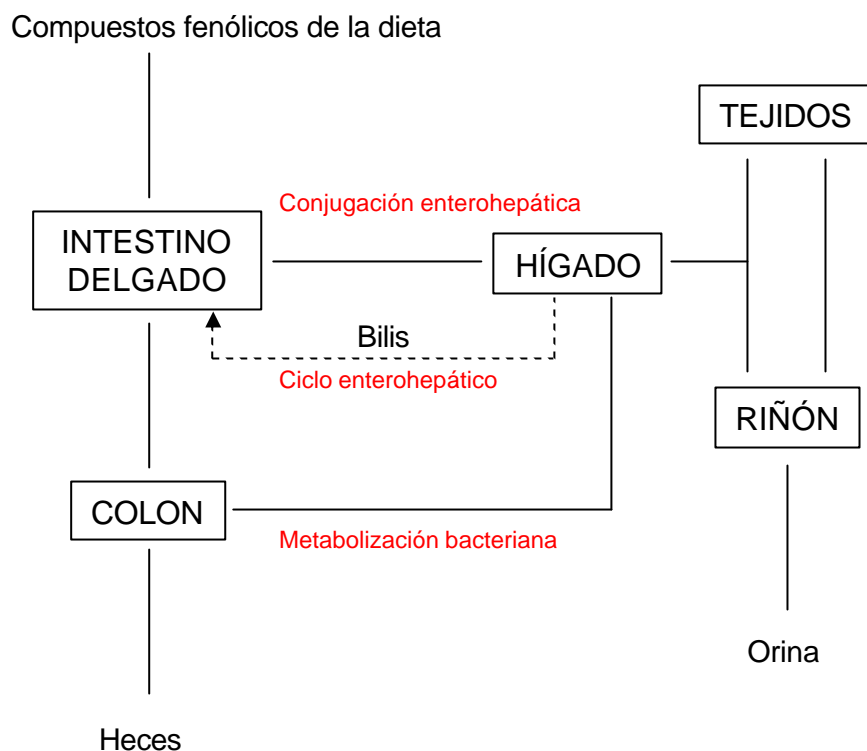 Compuestos fenólicos de la dieta
TEJIDOS
Conjugación enterohepática
INTESTINO
DELGADO
HÍGADO
Bilis
Ciclo enterohepático
RIÑÓN
COLON
Metabolización bacteriana
Orina
Heces